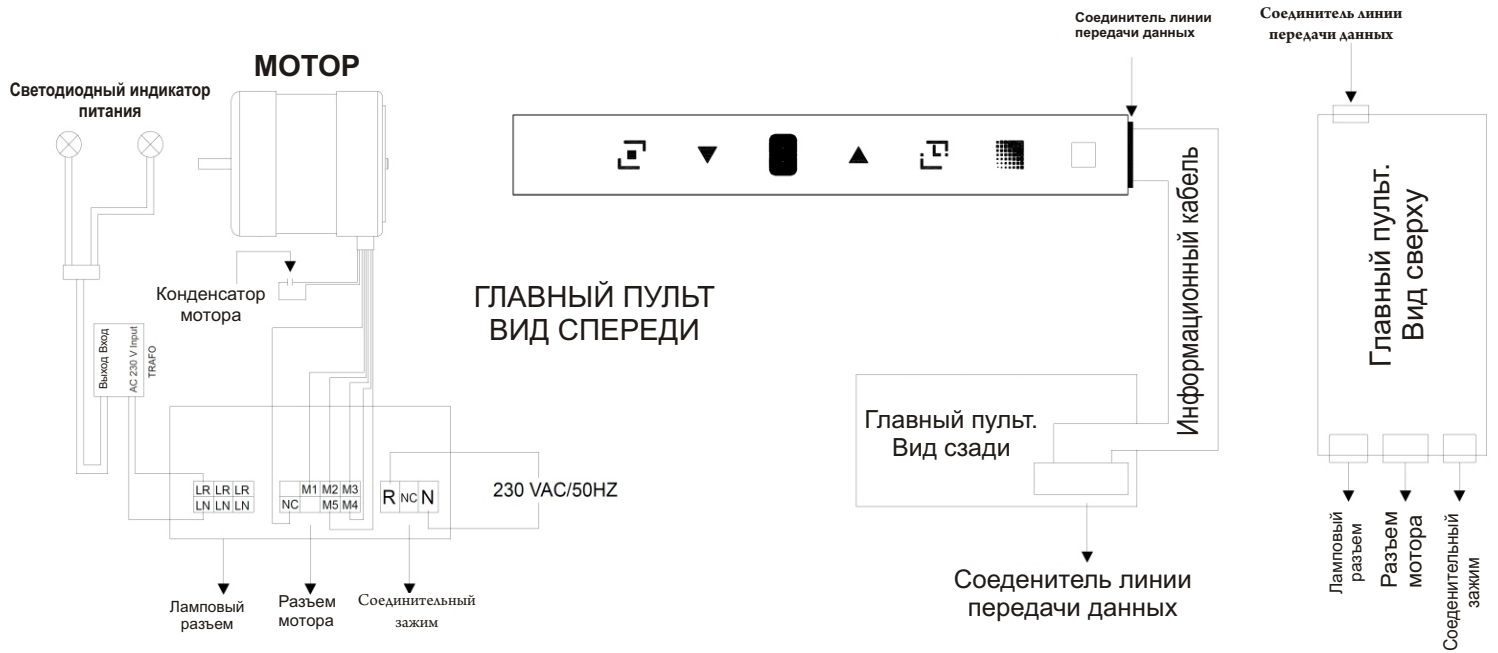 Светодиодный индикатор
питания
МОТОР
Конденсатор
мотора
Выход Вход
AC 230 V Input
TRAFO
LR LR LR
LN LN LN
M1 M2 M3
NC M5 M4
R NC N
230 VAC/50HZ
Ламповый
разъем
Разъем
мотора
Соединительный
зажим
ГЛАВНЫЙ ПУЛЬТ
ВИД СПЕРЕДИ
Соединитель линии
передачи данных
Информационный кабель
Главный пульт.
Вид сзади
Соеденитель линии
передачи данных
Соединитель линии
передачи данных
Главный пульт.
Вид сверху
Ламповый
разъем
Разъем
мотора
Соеденительный
зажим